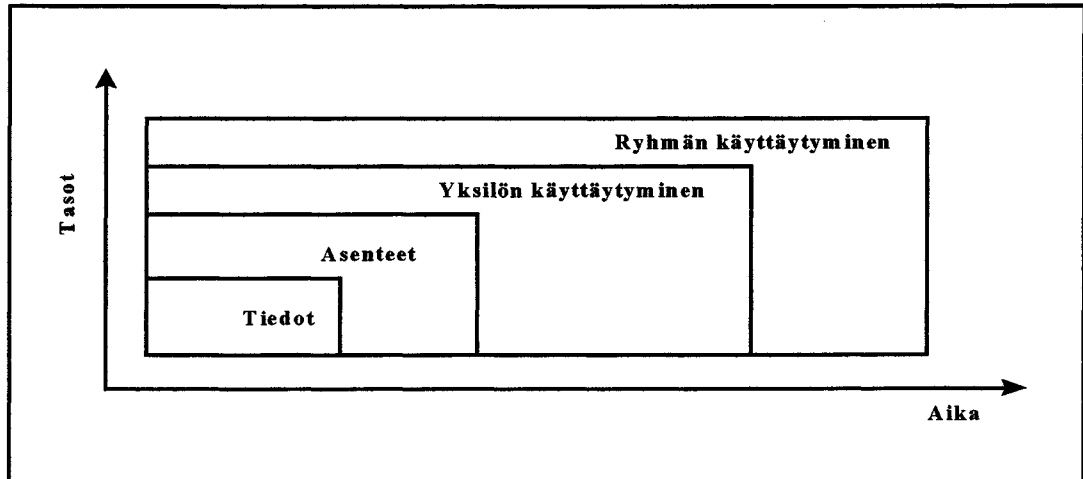 Ryhmän käyttäytyminen
Yksilön käyttäytyminen
Tasot
Asenteet
Tiedot
Aika